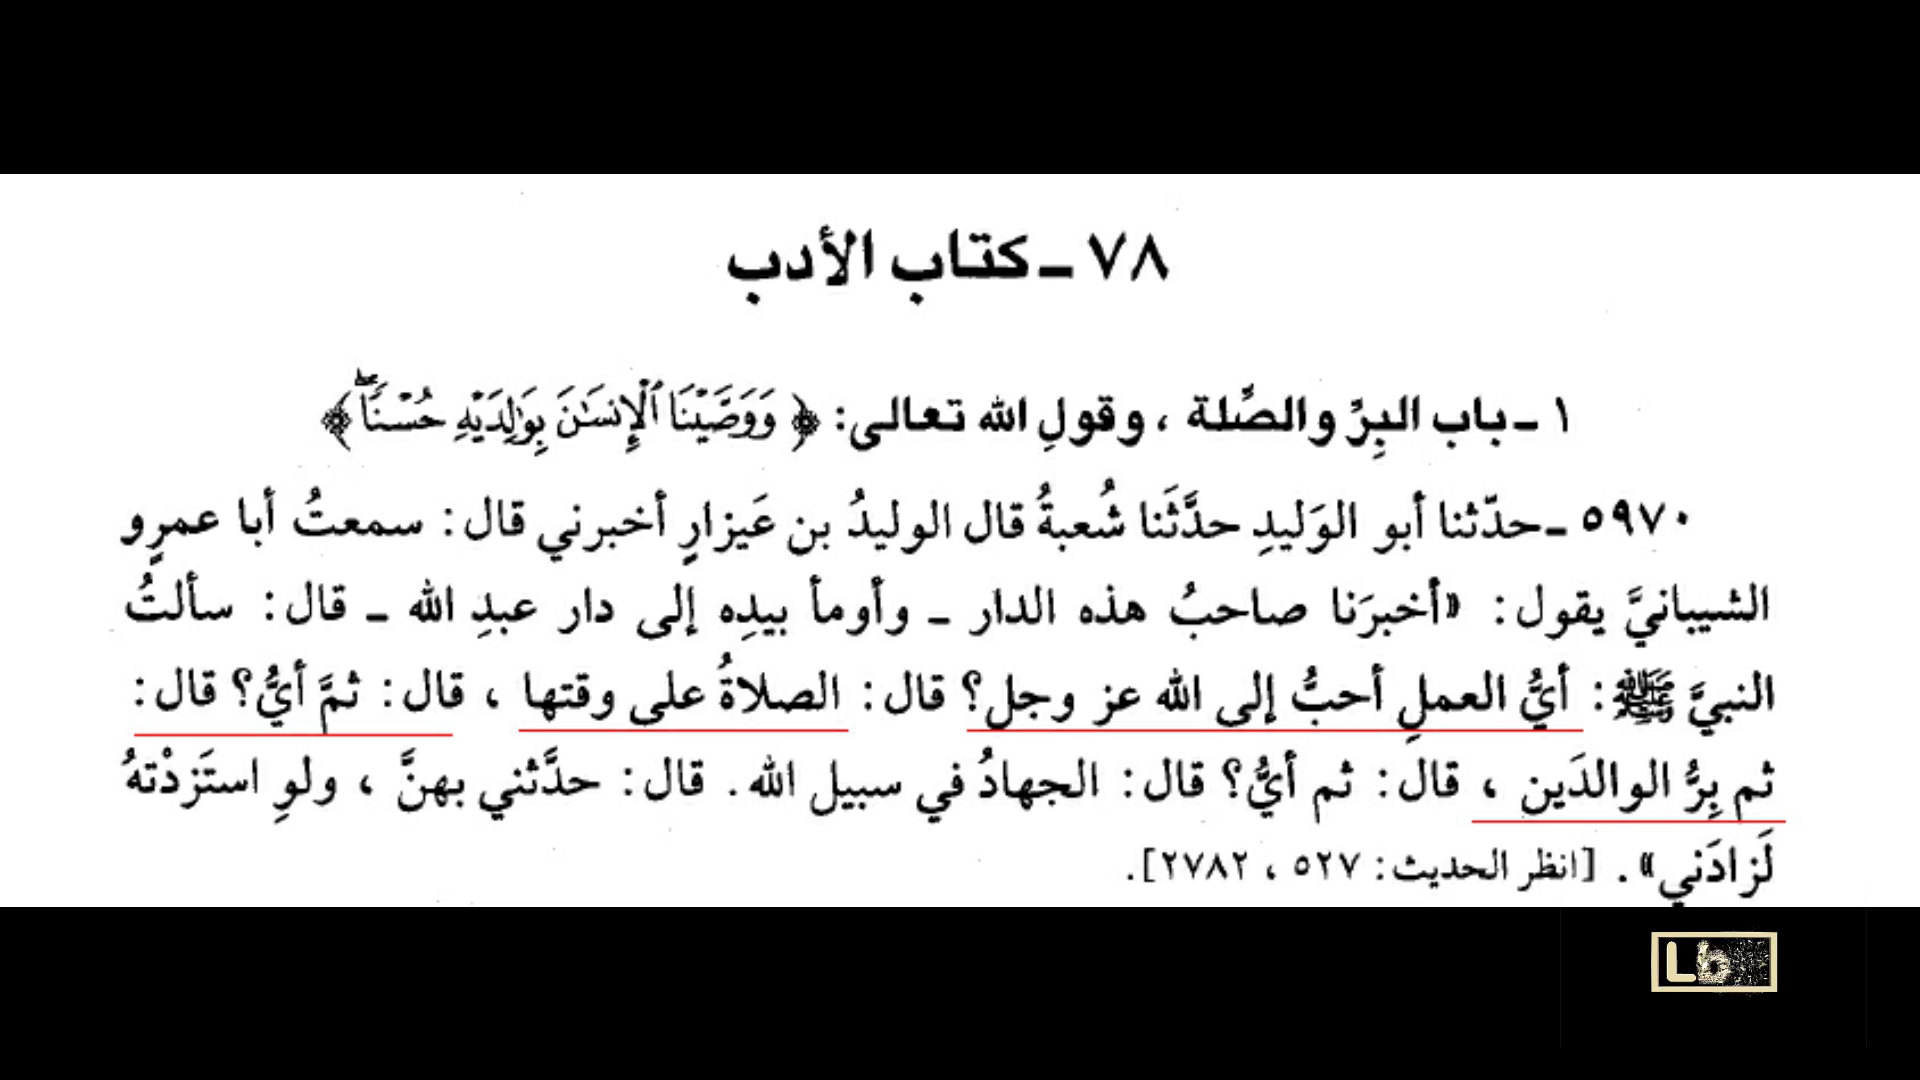 ٧٨ ـ كتاب الأدب
١ ـ باب البِرِّ والصِّلة ، وقولِ الله تعالى: ﴿ وَوَصَّيْنَا ٱلْإِنسَٰنَ بِوَٰلِدَيْهِ حُسْنًا ۖ ﴾
٥٩٧٠ ـ حدّثنا أبو الوَليدِ حدَّثَنا شُعبةُ قال الوليدُ بن عَيزارٍ أخبرني قال: سمعتُ أبا عمرٍو
الشيبانيَّ يقول: «أخبرَنا صاحبُ هذه الدار ـ وأومأ بيدِه إلى دار عبدِ الله ـ قال: سألتُ
النبيَّ ﷺ: أيُّ العملِ أحبُّ إلى الله عز وجل؟ قال: الصلاةُ على وقتها ، قال: ثمَّ أيُّ؟ قال:
ثم بِرُّ الوالدَين ، قال: ثم أيُّ؟ قال: الجهادُ في سبيل الله. قال: حدَّثني بهنَّ ، ولوِ استَزدْتهُ
لَزادَني». [انظر الحديث: ٥٢٧ ، ٢٧٨٢].
Lb